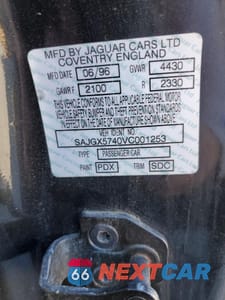 MFD BY JAGUAR CARS LTD
COVENTRY ENGLAND
MFD DATE 06/96 GVWR 4430
GAWR F 2100 R 2330
THIS VEHICLE CONFORMS TO ALL APPLICABLE FEDERAL MOTOR
VEHICLE SAFETY BUMPER AND THEFT PREVENTION STANDARDS
IN EFFECT ON THE DATE OF MANUFACTURE SHOWN ABOVE
VEH IDENT Nº
SAJGX5740VC001253
TYPE PASSENGER CAR
PAINT PDX TRIM SDC
66 NEXTCAR